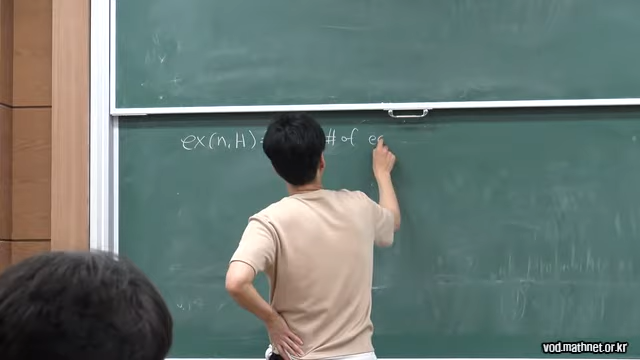 ex(n, H) = # of e
vod.mathnet.or.kr